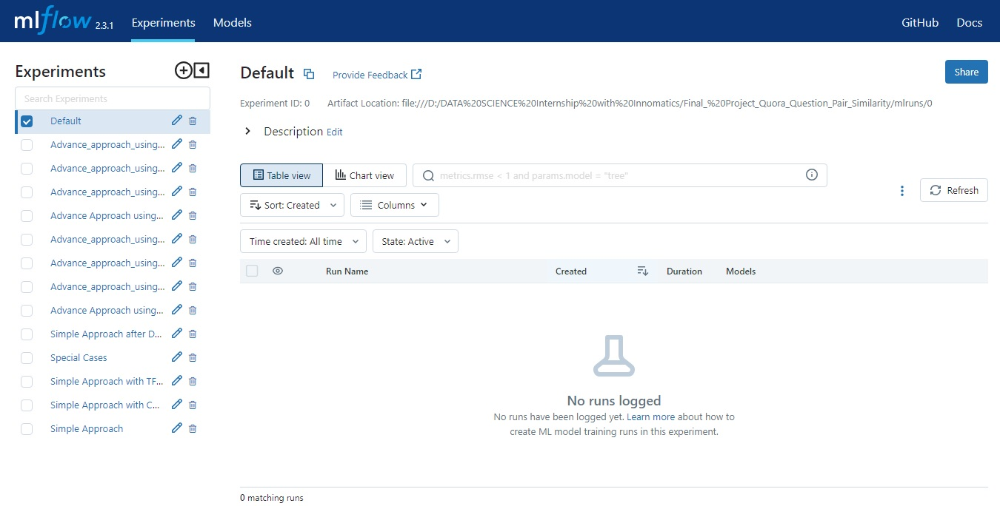 mlflow 2.3.1 Experiments Models GitHub Docs
Experiments
Search Experiments
Default
Advance_approach_using...
Advance_approach_using...
Advance_approach_using...
Advance Approach using...
Advance_approach_using...
Advance_approach_using...
Advance_approach_using...
Advance Approach using...
Simple Approach after D...
Special Cases
Simple Approach with TF...
Simple Approach with C...
Simple Approach
Default Provide Feedback Share
Experiment ID: 0 Artifact Location: file:///D:/DATA%20SCIENCE%20Internship%20with%20Innomatics/Final_%20Project_Quora_Question_Pair_Similarity/mlruns/0
Description Edit
Table view Chart view metrics.rmse < 1 and params.model = "tree"
Refresh
Sort: Created Columns
Time created: All time State: Active
Run Name Created Duration Models
No runs logged
No runs have been logged yet. Learn more about how to
create ML model training runs in this experiment.
0 matching runs